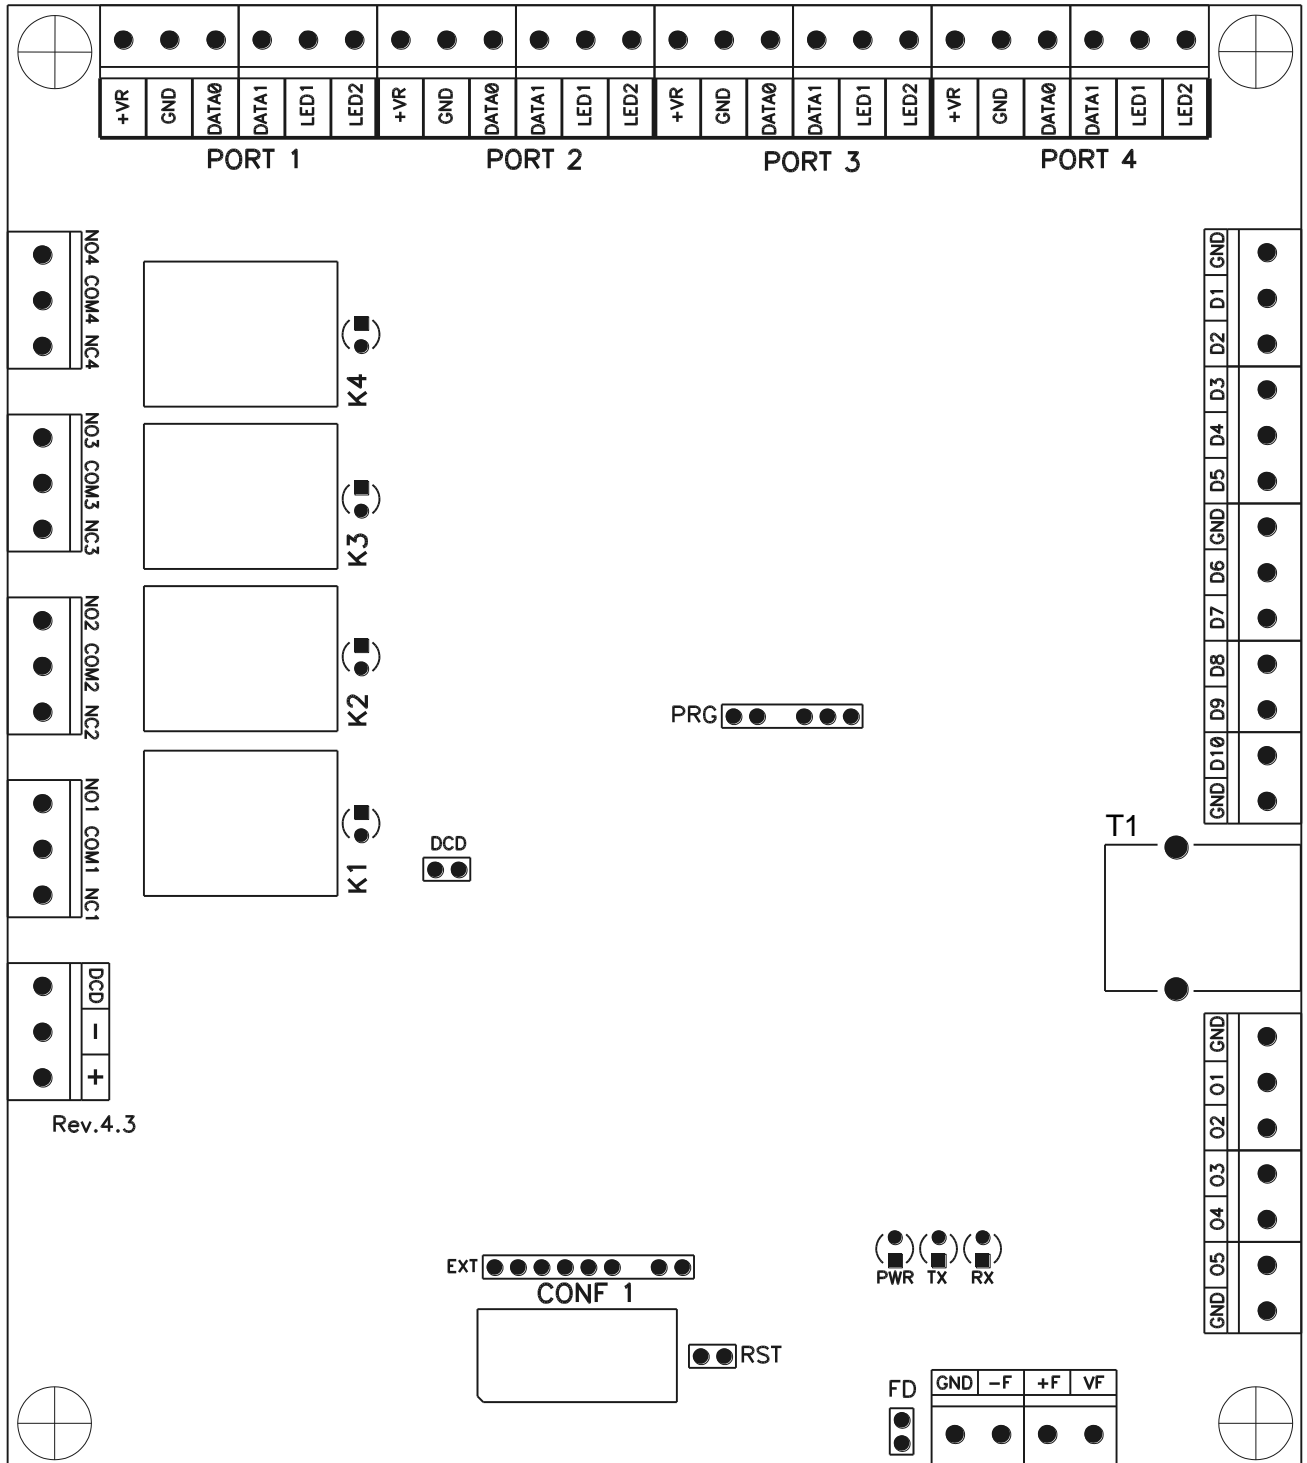 +VR GND DATA0 DATA1 LED1 LED2 +VR GND DATA0 DATA1 LED1 LED2 +VR GND DATA0 DATA1 LED1 LED2 +VR GND DATA0 DATA1 LED1 LED2
PORT 1 PORT 2 PORT 3 PORT 4
NO4 COM4 NC4
K4
NO3 COM3 NC3
K3
NO2 COM2 NC2
K2
NO1 COM1 NC1
K1
DCD
DCD - +
Rev.4.3
PRG
GND D1 D2 D3 D4 D5 GND D6 D7 D8 D9 D10 GND
T1
GND O1 O2 O3 O4 O5 GND
PWR TX RX
EXT
CONF 1
RST
FD
GND -F +F VF